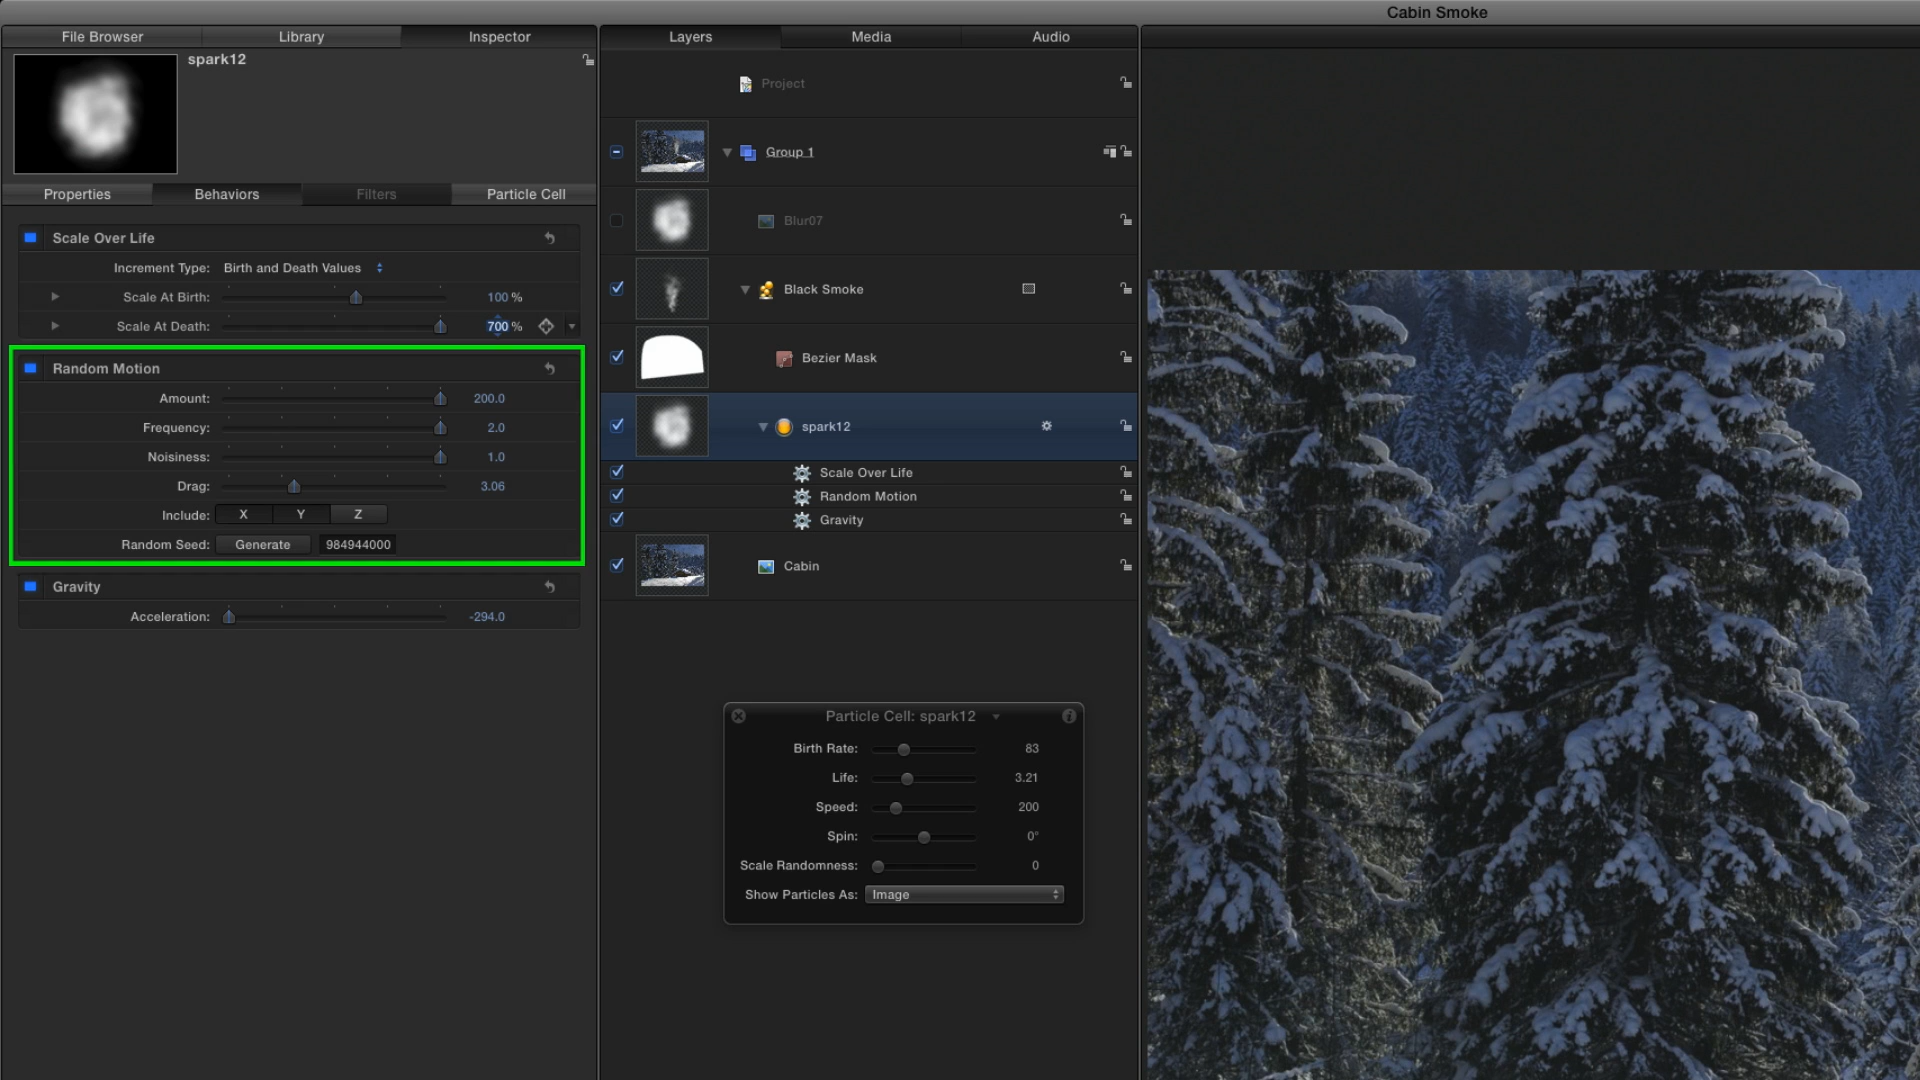 Cabin Smoke
File Browser
Library
Inspector
Layers
Media
Audio
spark12
Properties
Behaviors
Filters
Particle Cell
Scale Over Life
Increment Type: Birth and Death Values
Scale At Birth: 100 %
Scale At Death: 700 %
Random Motion
Amount: 200.0
Frequency: 2.0
Noisiness: 1.0
Drag: 3.06
Include: X Y Z
Random Seed: Generate 984944000
Gravity
Acceleration: -294.0
Project
Group 1
Blur07
Black Smoke
Bezier Mask
spark12
Scale Over Life
Random Motion
Gravity
Cabin
Particle Cell: spark12
Birth Rate: 83
Life: 3.21
Speed: 200
Spin: 0°
Scale Randomness: 0
Show Particles As: Image